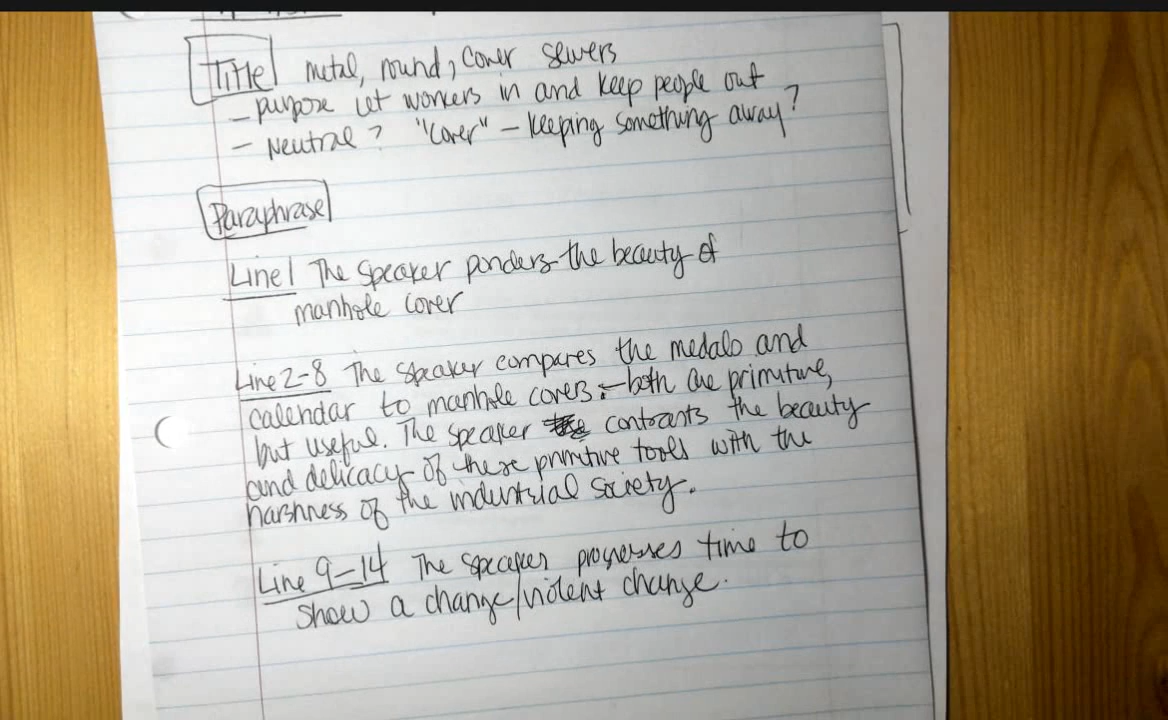 Title metal, round, cover sewers
- purpose let workers in and keep people out
- Neutral? "Cover" - keeping something away?
Paraphrase
Line 1 The speaker ponders the beauty of
manhole cover
Line 2-8 The speaker compares the medals and
calendar to manhole covers - both are primitive,
but useful. The speaker contrasts the beauty
and delicacy of these primitive tools with the
harshness of the industrial society.
Line 9-14 The speaker progresses time to
show a change/violent change.